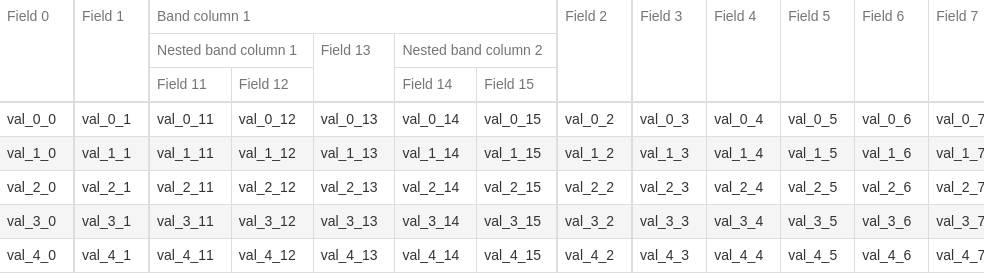 Field 0 Field 1 Band column 1 Field 2 Field 3 Field 4 Field 5 Field 6 Field 7
Nested band column 1 Field 13 Nested band column 2
Field 11 Field 12 Field 14 Field 15
val_0_0 val_0_1 val_0_11 val_0_12 val_0_13 val_0_14 val_0_15 val_0_2 val_0_3 val_0_4 val_0_5 val_0_6 val_0_7
val_1_0 val_1_1 val_1_11 val_1_12 val_1_13 val_1_14 val_1_15 val_1_2 val_1_3 val_1_4 val_1_5 val_1_6 val_1_7
val_2_0 val_2_1 val_2_11 val_2_12 val_2_13 val_2_14 val_2_15 val_2_2 val_2_3 val_2_4 val_2_5 val_2_6 val_2_7
val_3_0 val_3_1 val_3_11 val_3_12 val_3_13 val_3_14 val_3_15 val_3_2 val_3_3 val_3_4 val_3_5 val_3_6 val_3_7
val_4_0 val_4_1 val_4_11 val_4_12 val_4_13 val_4_14 val_4_15 val_4_2 val_4_3 val_4_4 val_4_5 val_4_6 val_4_7